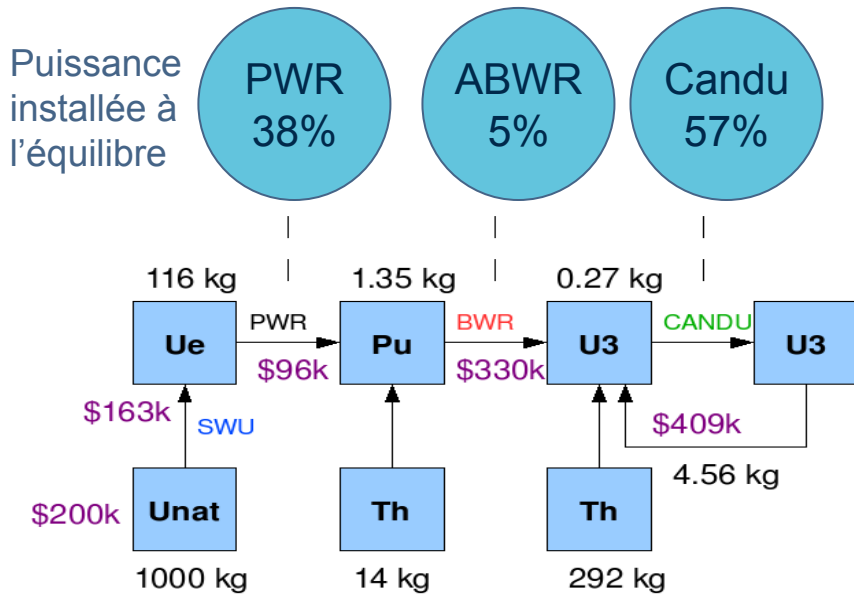 Puissance
installée à
l'équilibre
PWR
38%
ABWR
5%
Candu
57%
116 kg
1.35 kg
0.27 kg
Ue
PWR
$96k
Pu
BWR
$330k
U3
CANDU
U3
$163k
SWU
$409k
4.56 kg
$200k
Unat
Th
Th
1000 kg
14 kg
292 kg